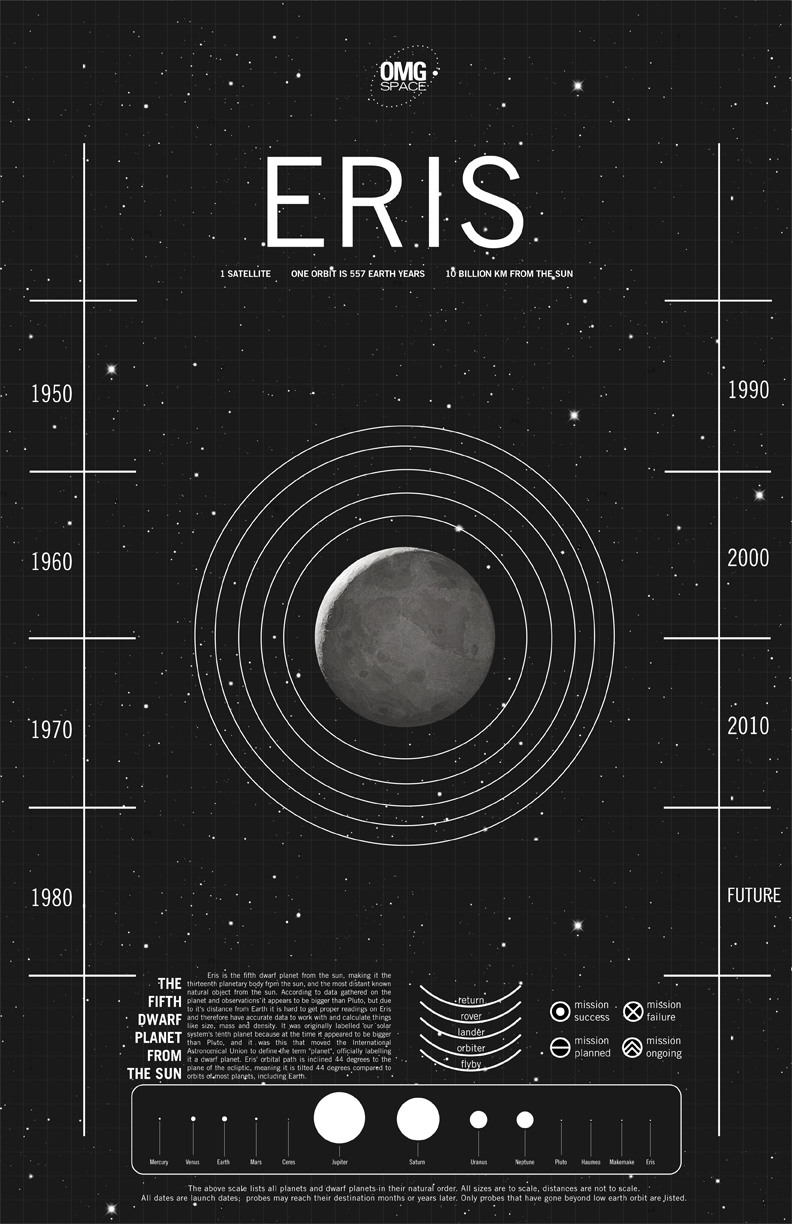 OMG
SPACE
ERIS
1 SATELLITE ONE ORBIT IS 557 EARTH YEARS 10 BILLION KM FROM THE SUN
1950
1960
1970
1980
1990
2000
2010
FUTURE
THE
FIFTH
DWARF
PLANET
FROM
THE SUN
Eris is the fifth dwarf planet from the sun, making it the
thirteenth planetary body from the sun, and the most distant known
natural object from the sun. According to data gathered on the
planet and observations it appears to be bigger than Pluto, but due
to it's distance from Earth it is hard to get proper readings on Eris
and therefore have accurate data to work with and calculate things
like size, mass and density. It was originally labelled 'our solar
system's tenth planet because at the time it appeared to be bigger
than Pluto, and it was this that moved the International
Astronomical Union to define the term "planet", officially labelling
it a dwarf planet. Eris' orbital path is inclined 44 degrees to the
plane of the ecliptic, meaning it is tilted 44 degrees compared to
orbits of most planets, including Earth.
return
rover
lander
orbiter
flyby
mission
success
mission
failure
mission
planned
mission
ongoing
Mercury Venus Earth Mars Ceres Jupiter Saturn Uranus Neptune Pluto Haumea Makemake Eris
The above scale lists all planets and dwarf planets in their natural order. All sizes are to scale, distances are not to scale.
All dates are launch dates; probes may reach their destination months or years later. Only probes that have gone beyond low earth orbit are listed.